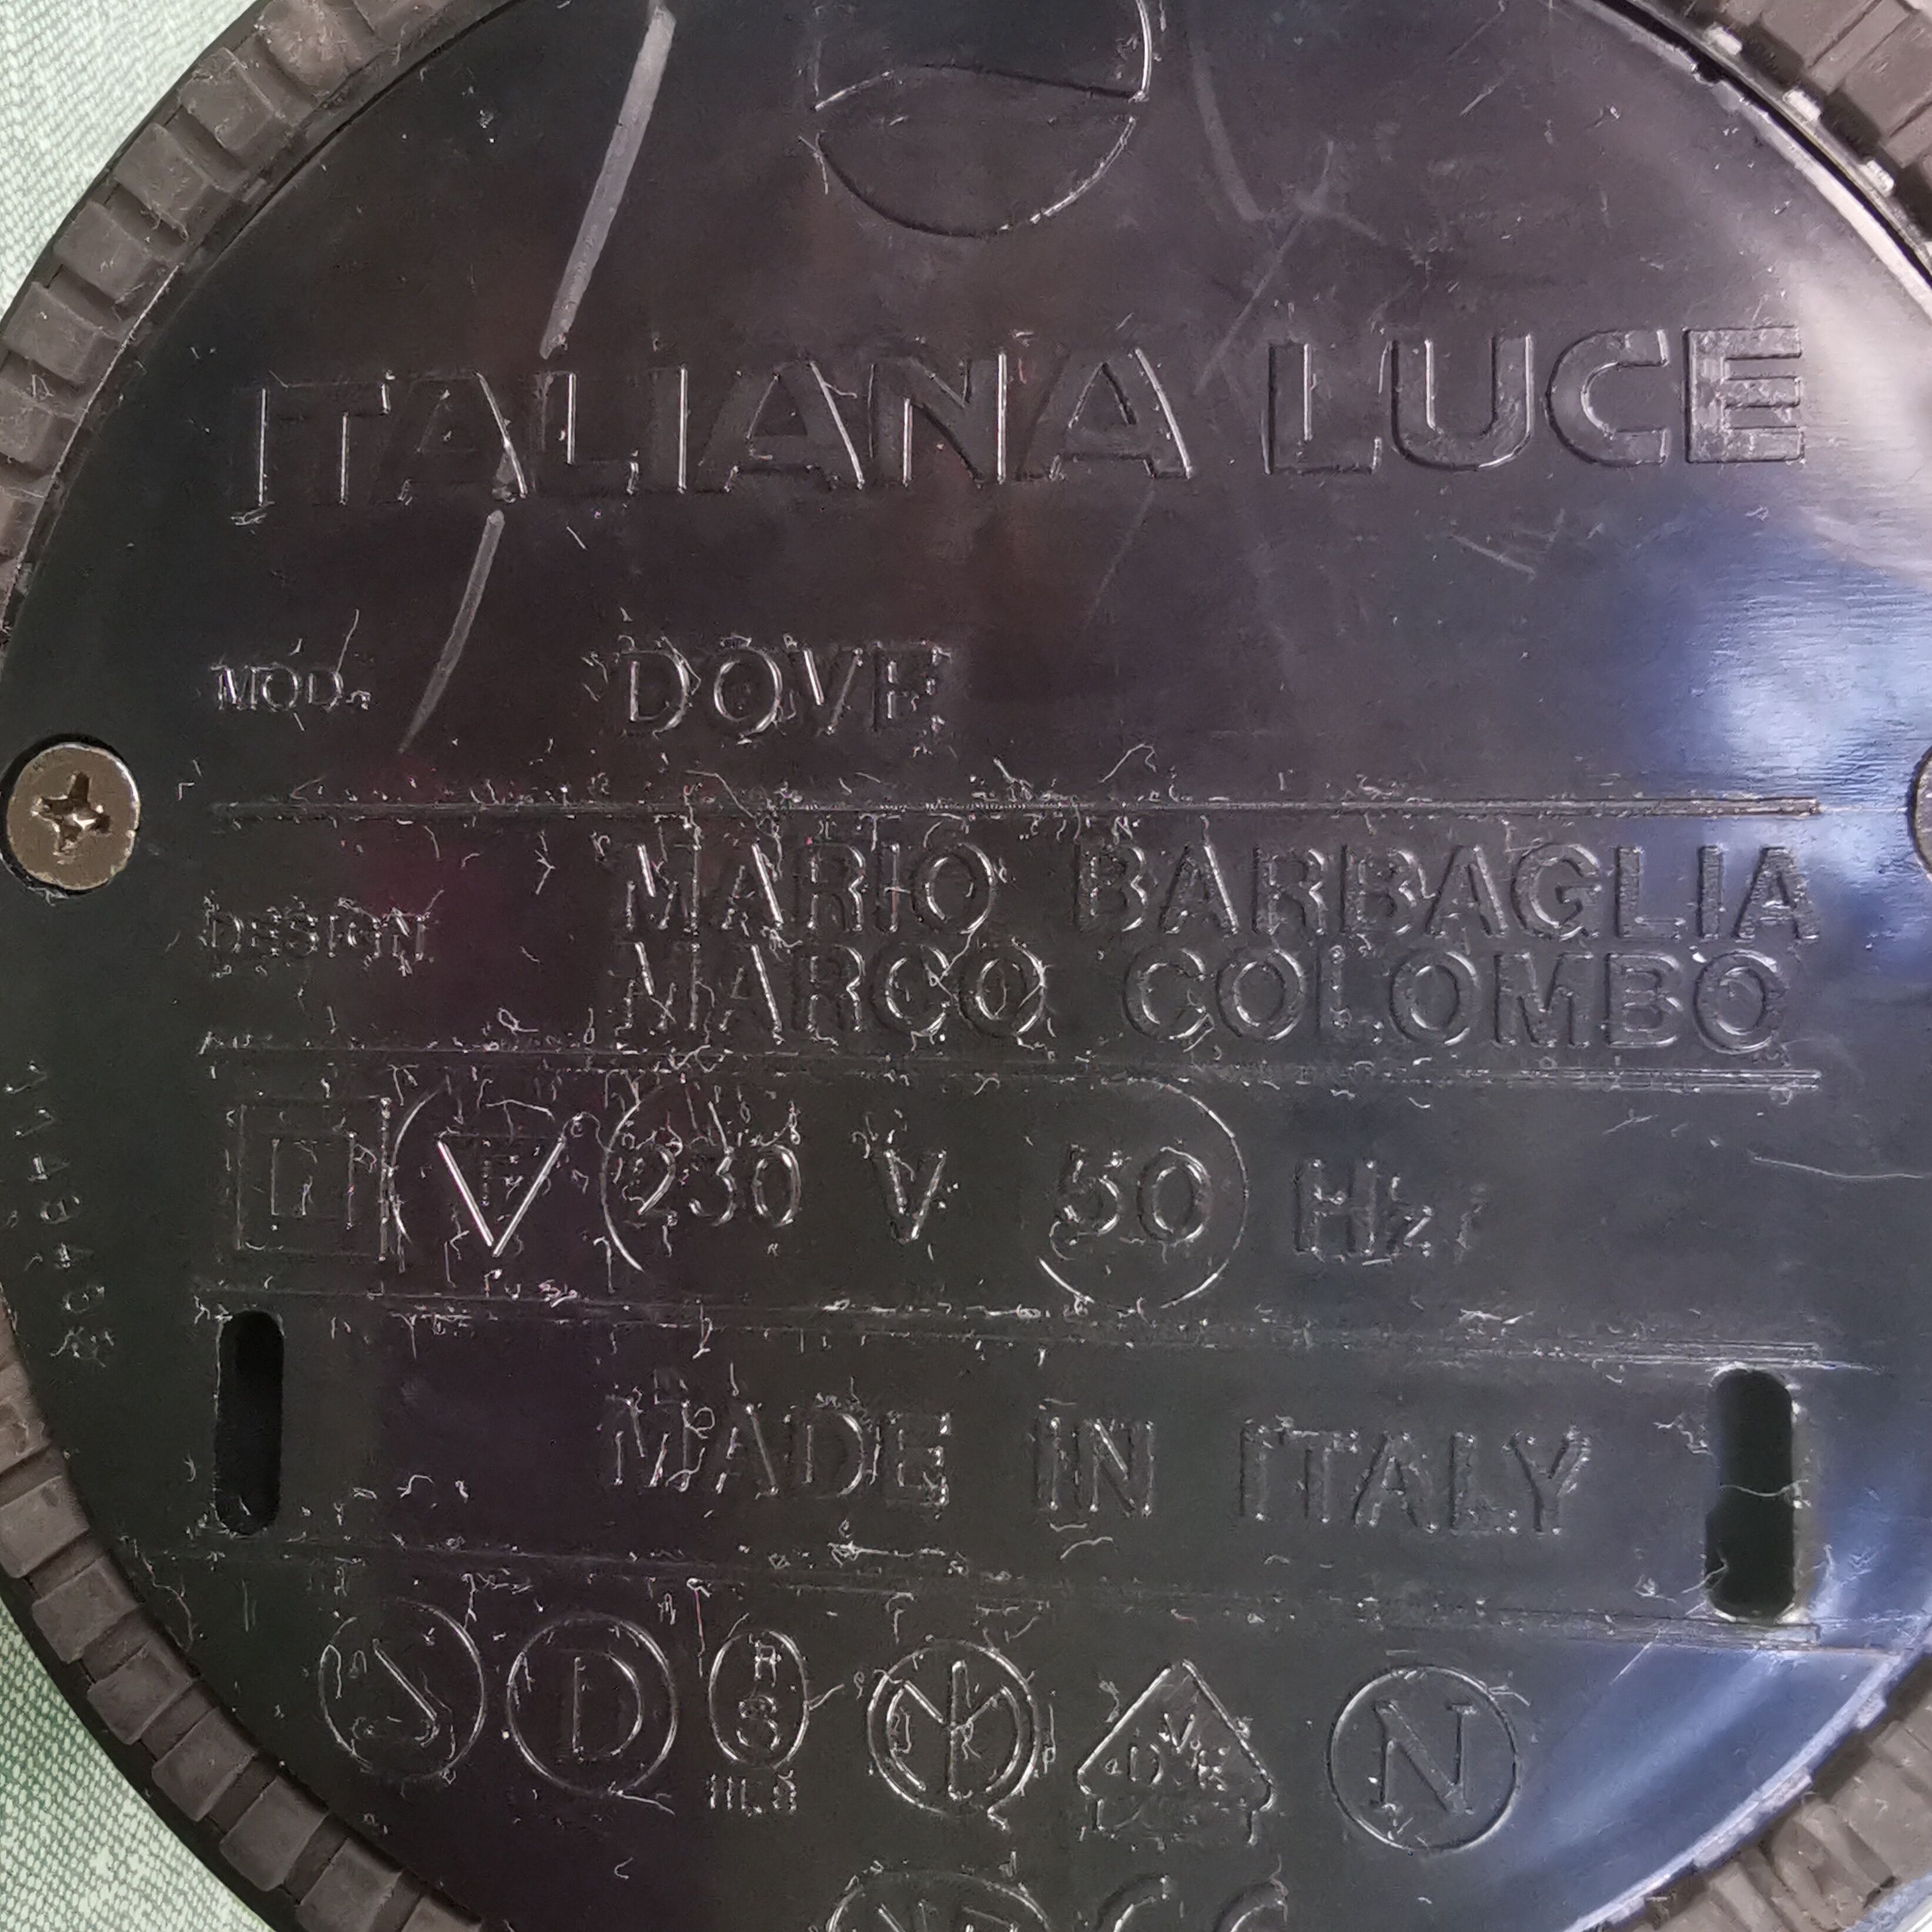 ITALIANA LUCE
MOD. DOVE
DESIGN MARIO BARBAGLIA
MARCO COLOMBO
F 230 V 50 Hz
MADE IN ITALY
D
N